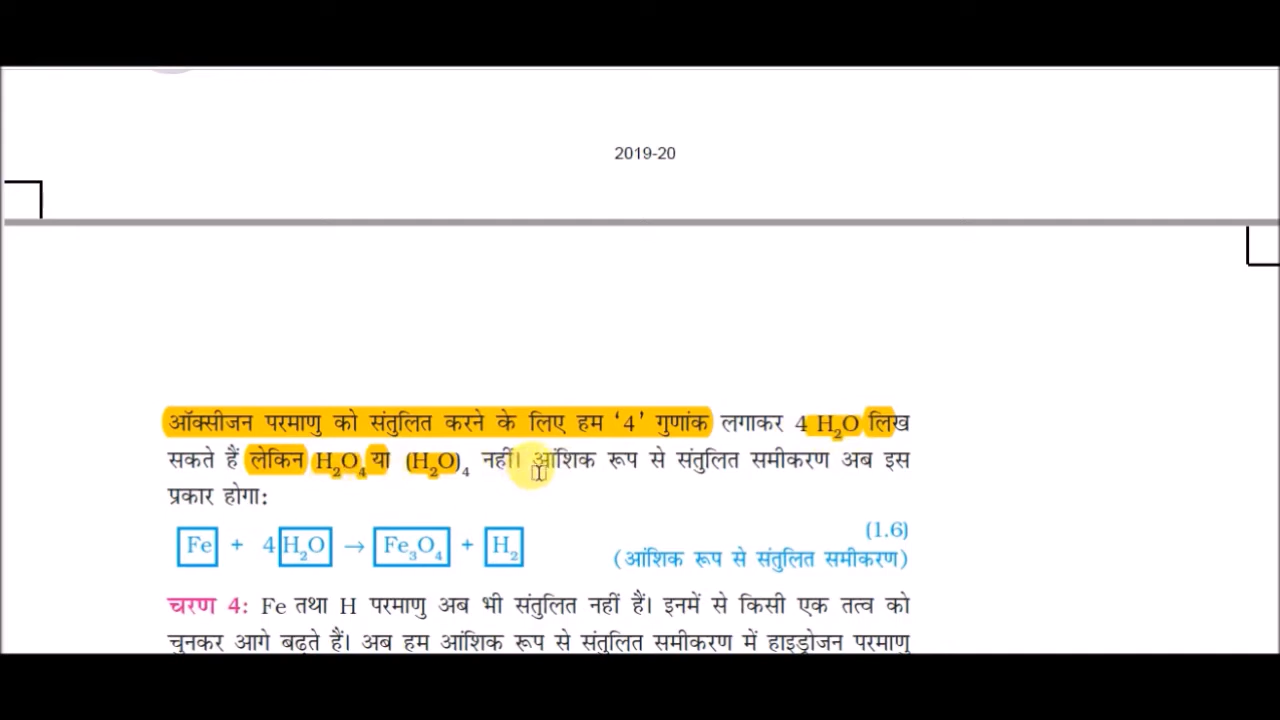 2019-20
ऑक्सीजन परमाणु को संतुलित करने के लिए हम ‘4’ गुणांक लगाकर 4 H₂O लिख
सकते हैं लेकिन H₂O₄ या (H₂O)₄ नहीं। आंशिक रूप से संतुलित समीकरण अब इस
प्रकार होगा:
Fe + 4 H₂O → Fe₃O₄ + H₂ (1.6)
(आंशिक रूप से संतुलित समीकरण)
चरण 4: Fe तथा H परमाणु अब भी संतुलित नहीं हैं। इनमें से किसी एक तत्व को
चुनकर आगे बढ़ते हैं। अब हम आंशिक रूप से संतुलित समीकरण में हाइड्रोजन परमाणु